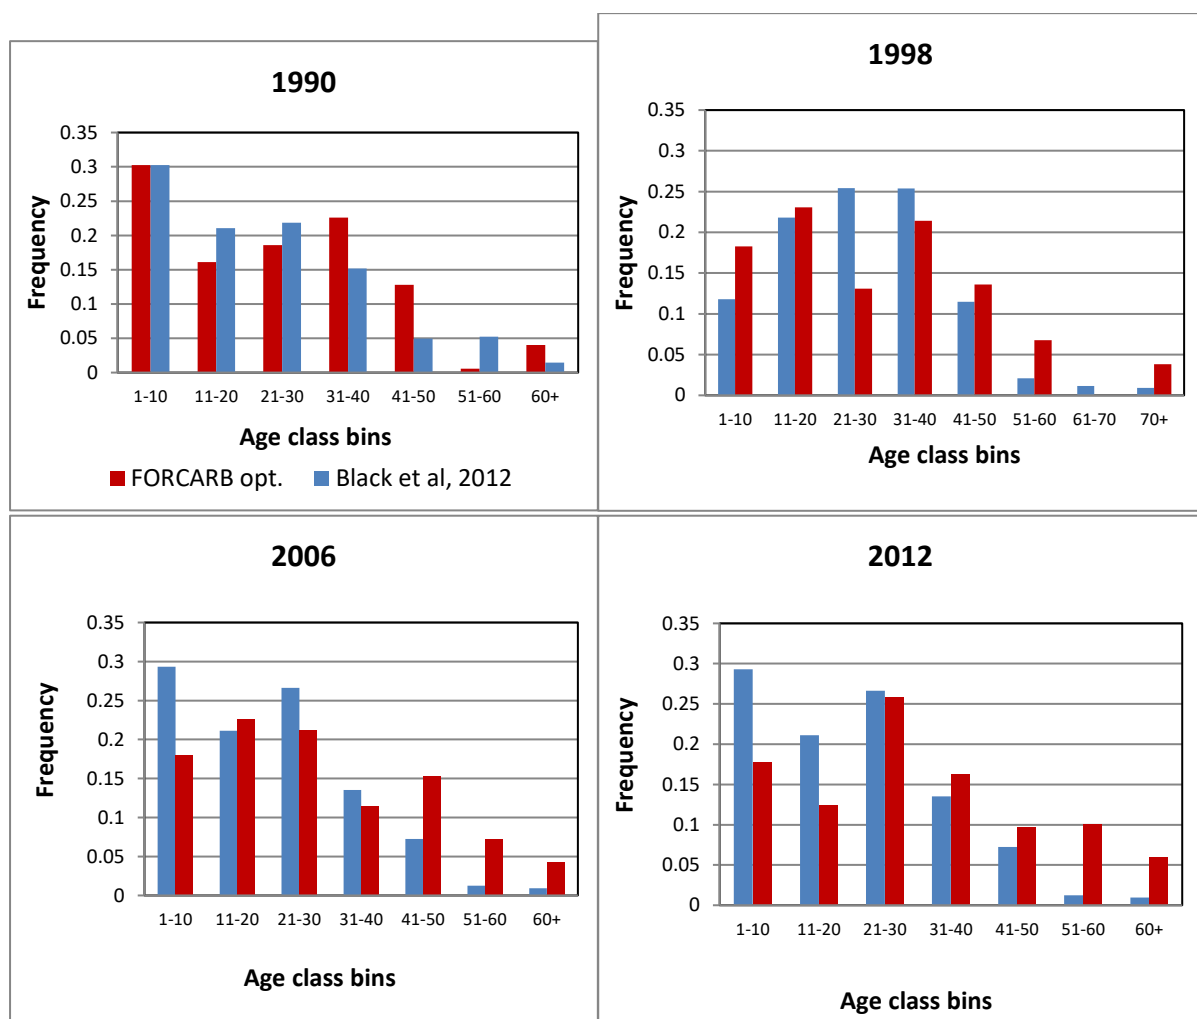 1990
Frequency
0.35
0.3
0.25
0.2
0.15
0.1
0.05
0
1-10 11-20 21-30 31-40 41-50 51-60 60+
Age class bins
FORCARB opt. Black et al, 2012
1998
Frequency
0.35
0.3
0.25
0.2
0.15
0.1
0.05
0
1-10 11-20 21-30 31-40 41-50 51-60 61-70 70+
Age class bins
2006
Frequency
0.35
0.3
0.25
0.2
0.15
0.1
0.05
0
1-10 11-20 21-30 31-40 41-50 51-60 60+
Age class bins
2012
Frequency
0.35
0.3
0.25
0.2
0.15
0.1
0.05
0
1-10 11-20 21-30 31-40 41-50 51-60 60+
Age class bins